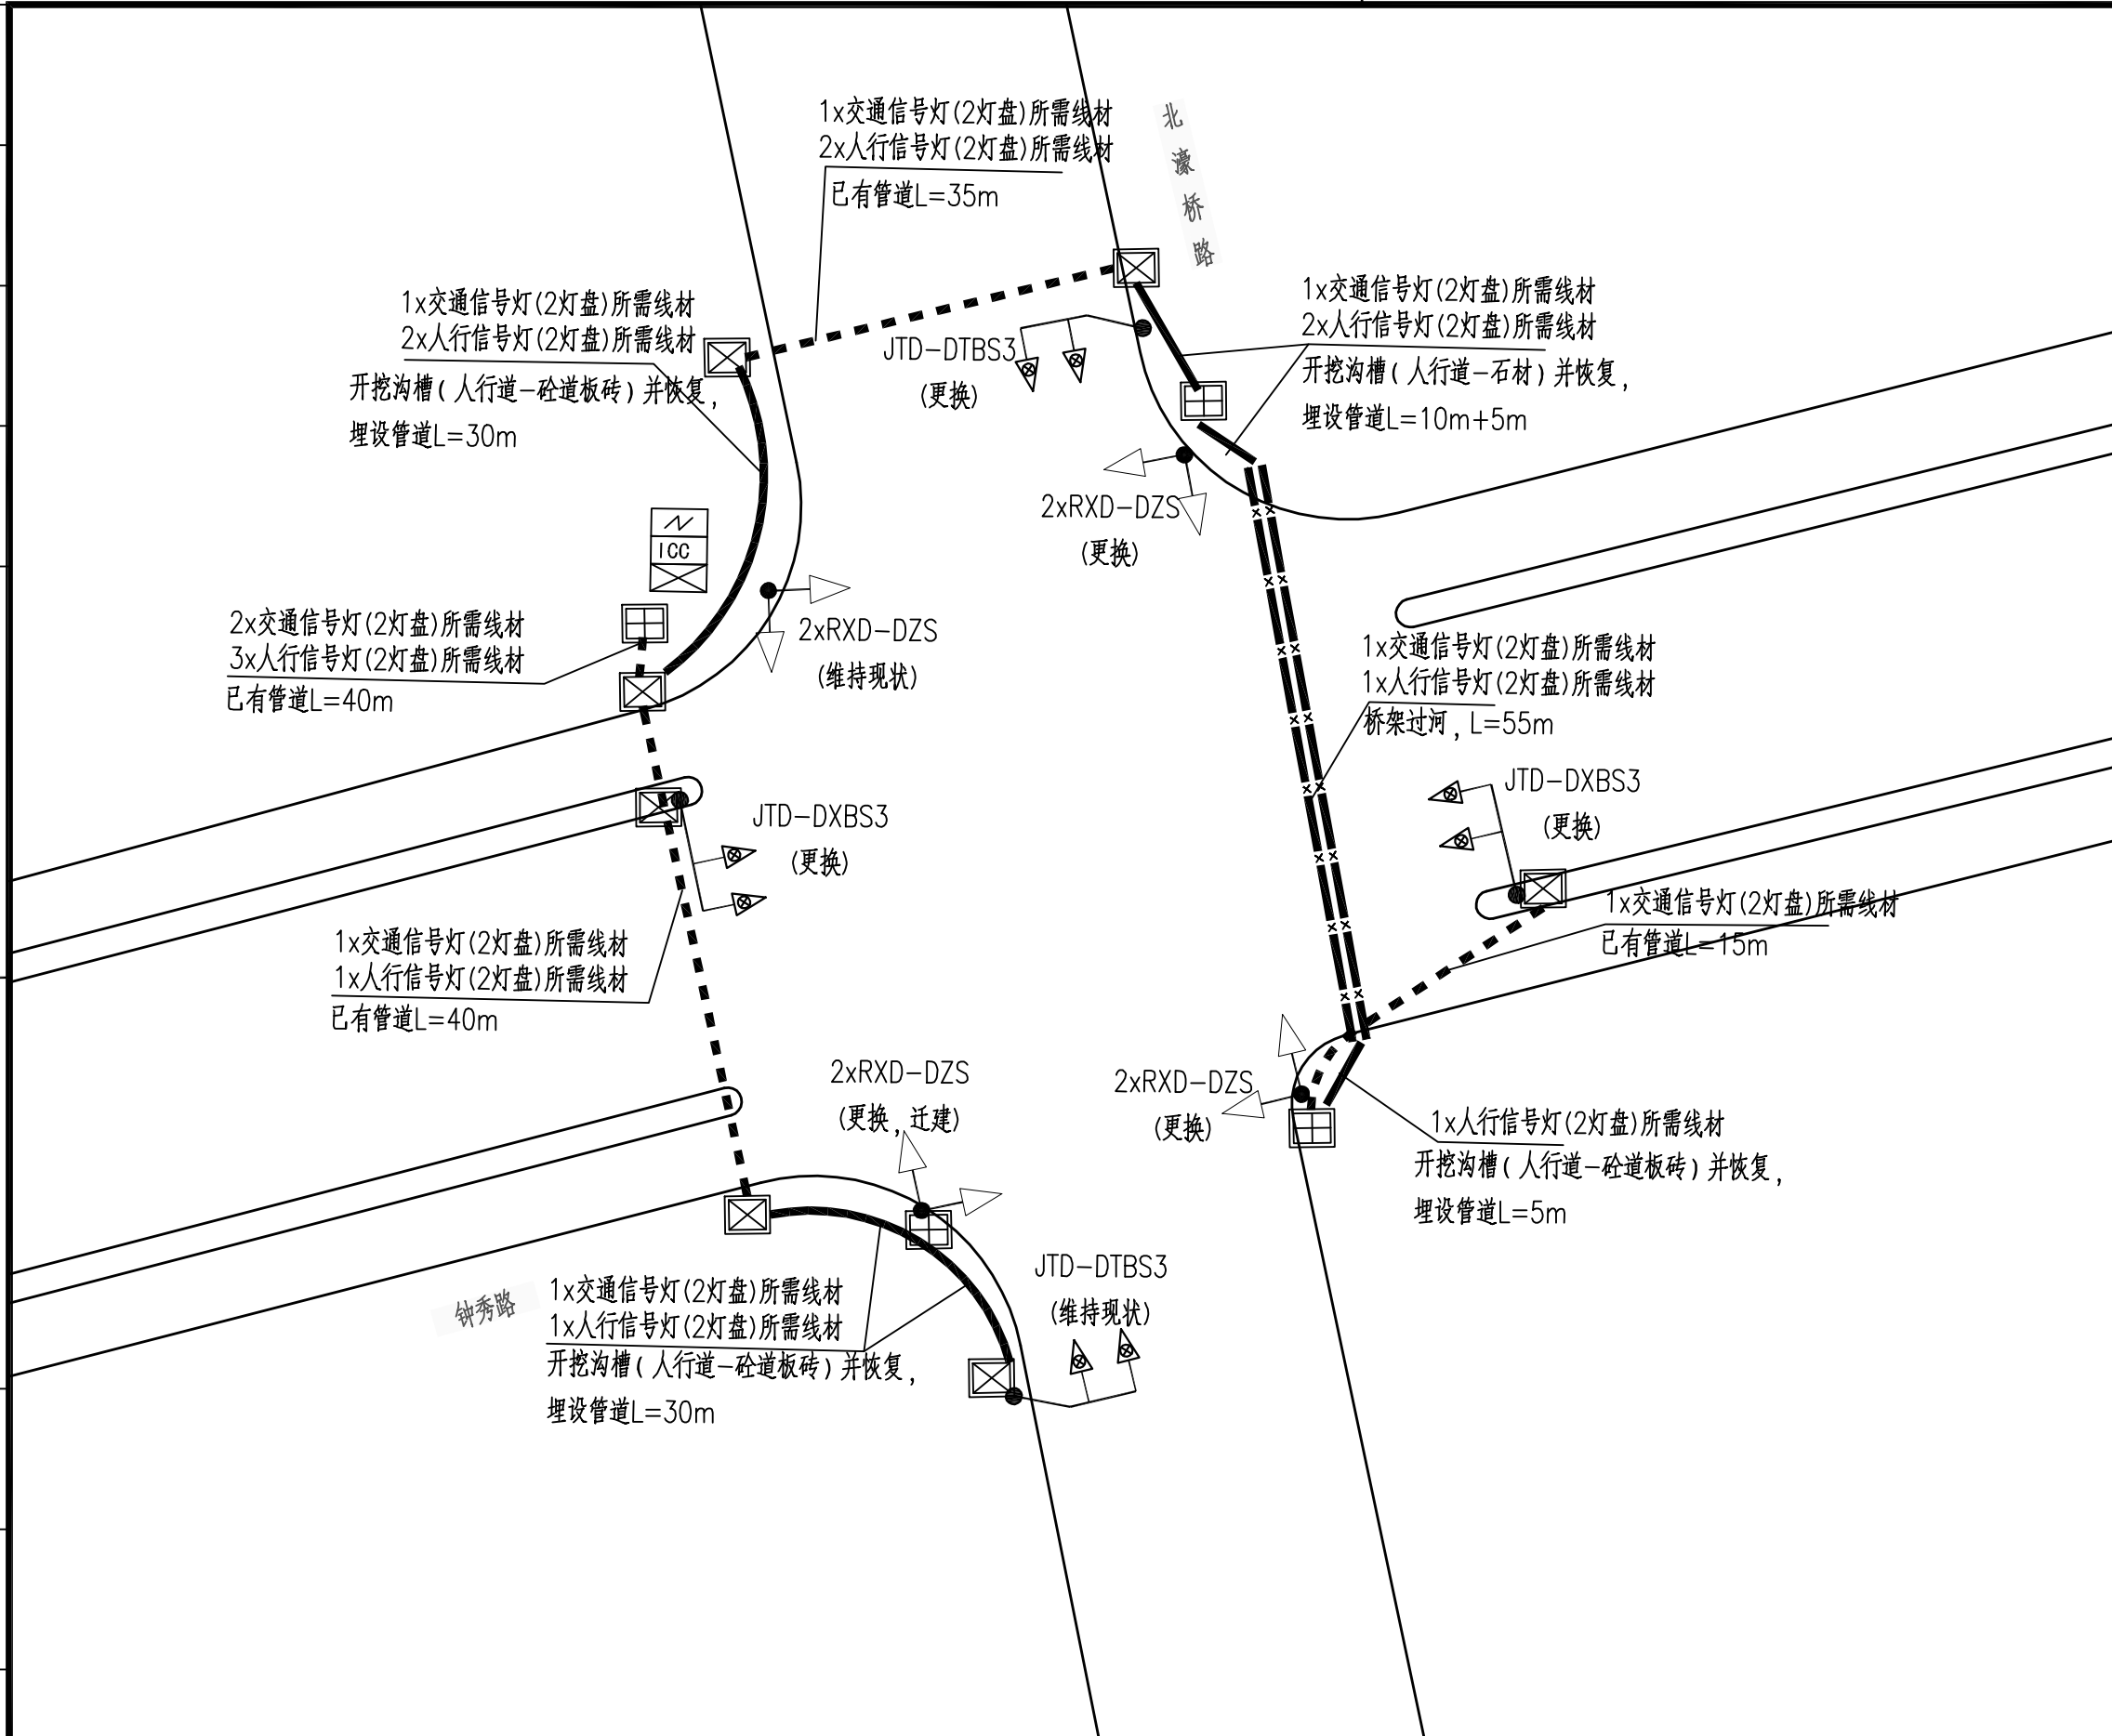 1x交通信号灯(2灯盘)所需线材
2x人行信号灯(2灯盘)所需线材
已有管道L=35m
北濠桥路
1x交通信号灯(2灯盘)所需线材
2x人行信号灯(2灯盘)所需线材
开挖沟槽(人行道-砼道板砖)并恢复,
埋设管道L=30m
JTD-DTBS3
(更换)
1x交通信号灯(2灯盘)所需线材
2x人行信号灯(2灯盘)所需线材
开挖沟槽(人行道-石材)并恢复,
埋设管道L=10m+5m
2xRXD-DZS
(更换)
ICC
2xRXD-DZS
(维持现状)
2x交通信号灯(2灯盘)所需线材
3x人行信号灯(2灯盘)所需线材
已有管道L=40m
1x交通信号灯(2灯盘)所需线材
1x人行信号灯(2灯盘)所需线材
桥架过河,L=55m
JTD-DXBS3
(更换)
JTD-DXBS3
(更换)
1x交通信号灯(2灯盘)所需线材
已有管道L=15m
1x交通信号灯(2灯盘)所需线材
1x人行信号灯(2灯盘)所需线材
已有管道L=40m
2xRXD-DZS
(更换,迁建)
2xRXD-DZS
(更换)
1x人行信号灯(2灯盘)所需线材
开挖沟槽(人行道-砼道板砖)并恢复,
埋设管道L=5m
JTD-DTBS3
(维持现状)
钟秀路
1x交通信号灯(2灯盘)所需线材
1x人行信号灯(2灯盘)所需线材
开挖沟槽(人行道-砼道板砖)并恢复,
埋设管道L=30m